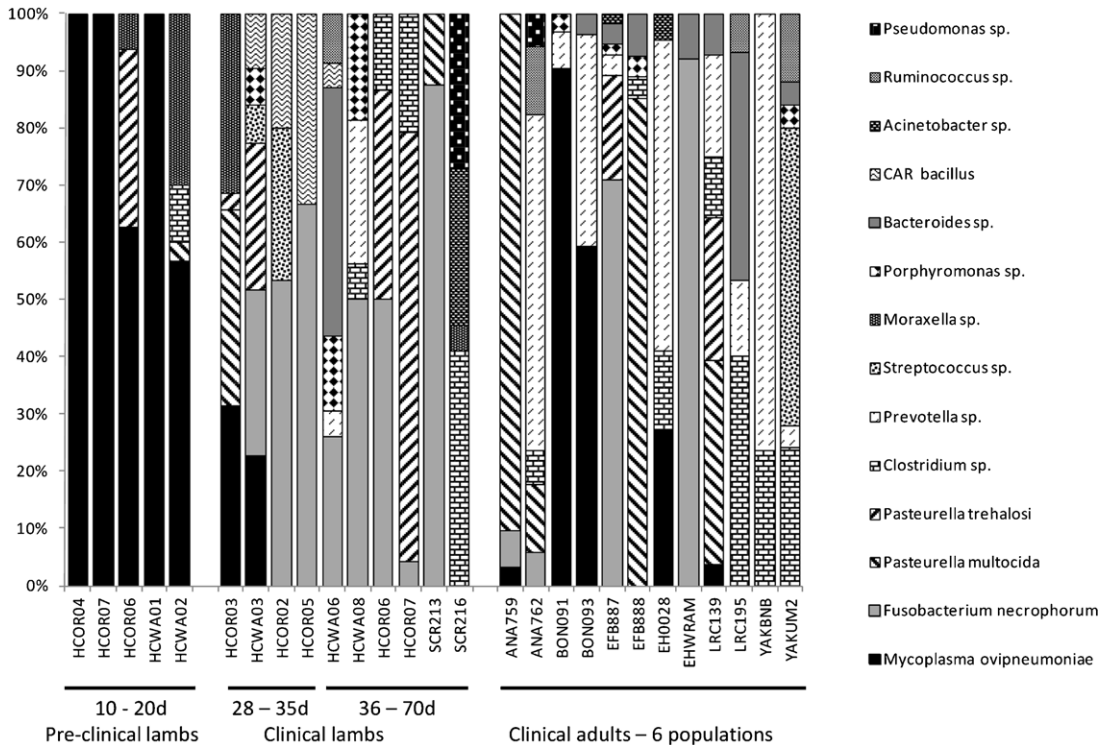 100%
90%
80%
70%
60%
50%
40%
30%
20%
10%
0%
HCOR04
HCOR07
HCOR06
HCWA01
HCWA02
HCOR03
HCWA03
HCOR02
HCOR05
HCWA06
HCWA08
HCOR06
HCOR07
SCR213
SCR216
ANA759
ANA762
BON091
BON093
EFB887
EFB888
EH0028
EHWRAM
LRC139
LRC195
YAKBNB
YAKUM2
10 - 20d
28 – 35d
36 – 70d
Pre-clinical lambs
Clinical lambs
Clinical adults – 6 populations
Pseudomonas sp.
Ruminococcus sp.
Acinetobacter sp.
CAR bacillus
Bacteroides sp.
Porphyromonas sp.
Moraxella sp.
Streptococcus sp.
Prevotella sp.
Clostridium sp.
Pasteurella trehalosi
Pasteurella multocida
Fusobacterium necrophorum
Mycoplasma ovipneumoniae